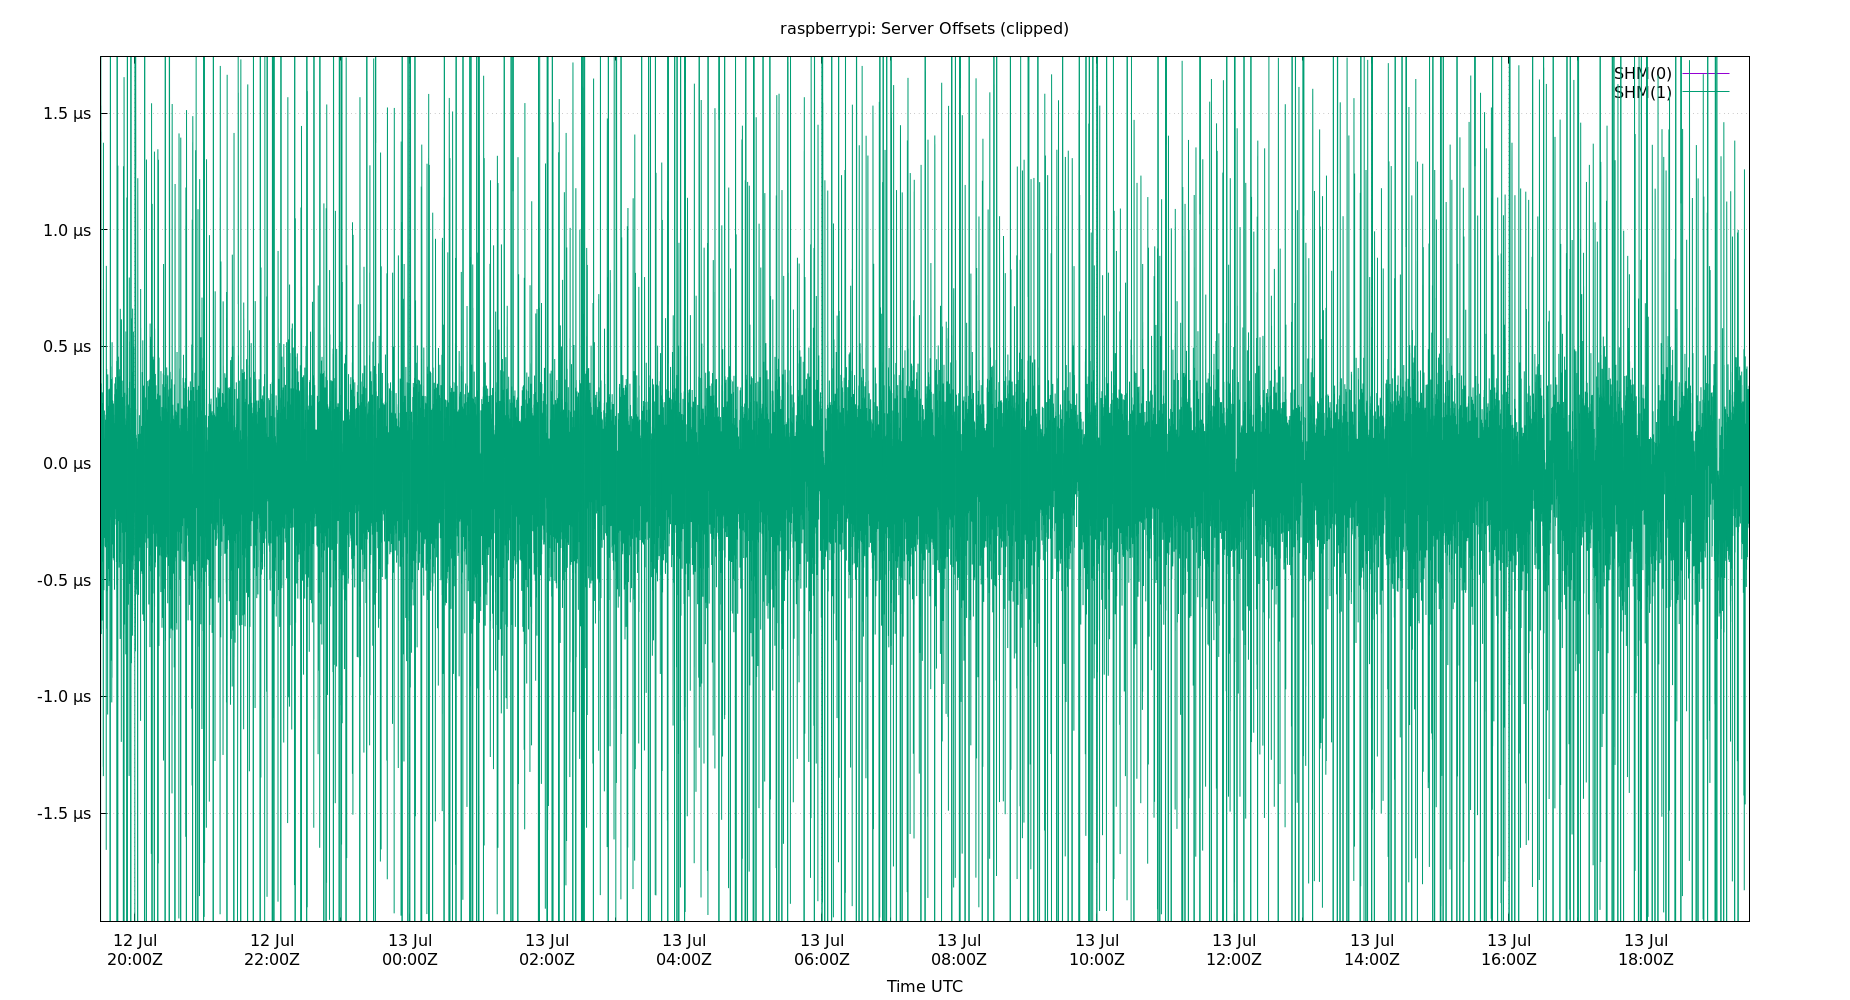 raspberrypi: Server Offsets (clipped)
SHM(0)
SHM(1)
1.5 µs
1.0 µs
0.5 µs
0.0 µs
-0.5 µs
-1.0 µs
-1.5 µs
12 Jul 12 Jul 13 Jul 13 Jul 13 Jul 13 Jul 13 Jul 13 Jul 13 Jul 13 Jul 13 Jul 13 Jul
20:00Z 22:00Z 00:00Z 02:00Z 04:00Z 06:00Z 08:00Z 10:00Z 12:00Z 14:00Z 16:00Z 18:00Z
Time UTC